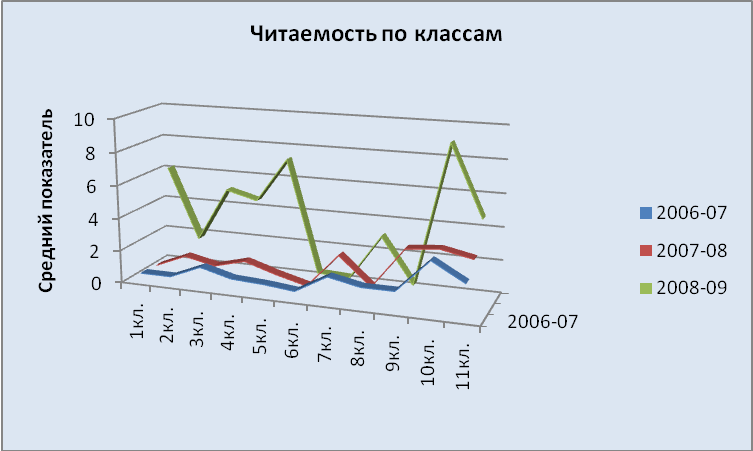 Читаемость по классам
Средний показатель
10
8
6
4
2
0
1кл.
2кл.
3кл.
4кл.
5кл.
6кл.
7кл.
8кл.
9кл.
10кл.
11кл.
2006-07
2006-07
2007-08
2008-09